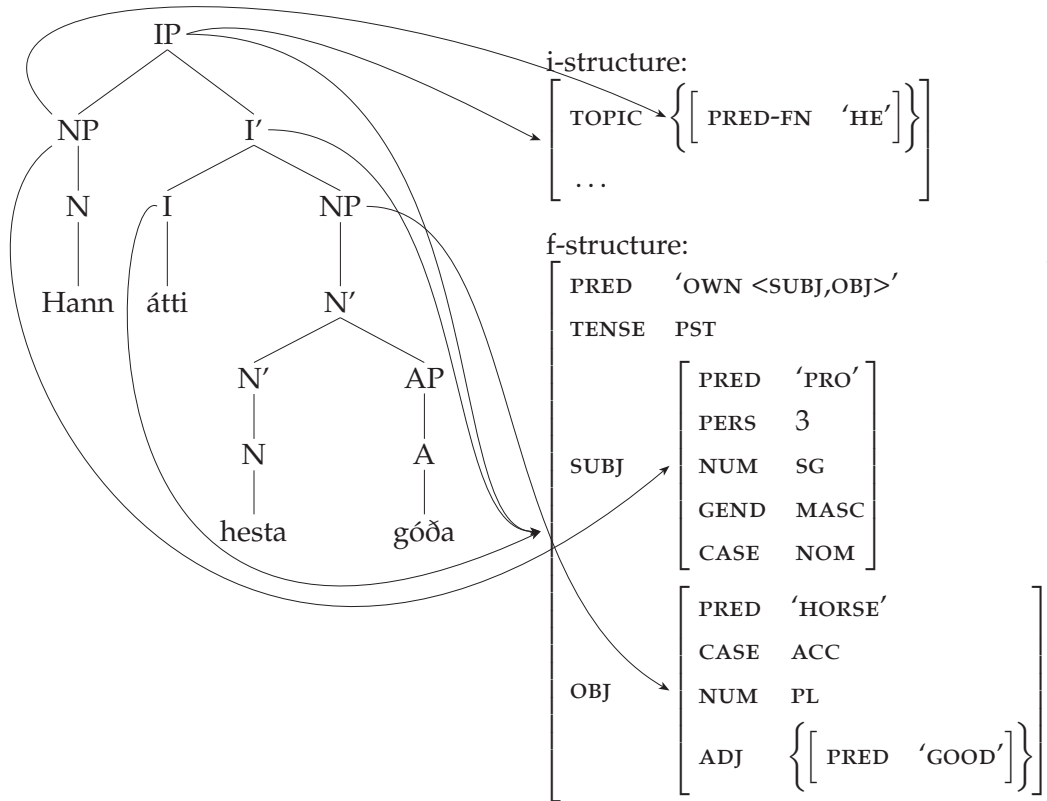 IP
NP I'
N I NP
Hann átti N'
N' AP
N A
hesta góða
i-structure:
TOPIC {[ PRED-FN ‘HE’ ]}
...
f-structure:
PRED ‘OWN <SUBJ,OBJ>’
TENSE PST
SUBJ
PRED ‘PRO’
PERS 3
NUM SG
GEND MASC
CASE NOM
OBJ
PRED ‘HORSE’
CASE ACC
NUM PL
ADJ {[ PRED ‘GOOD’ ]}